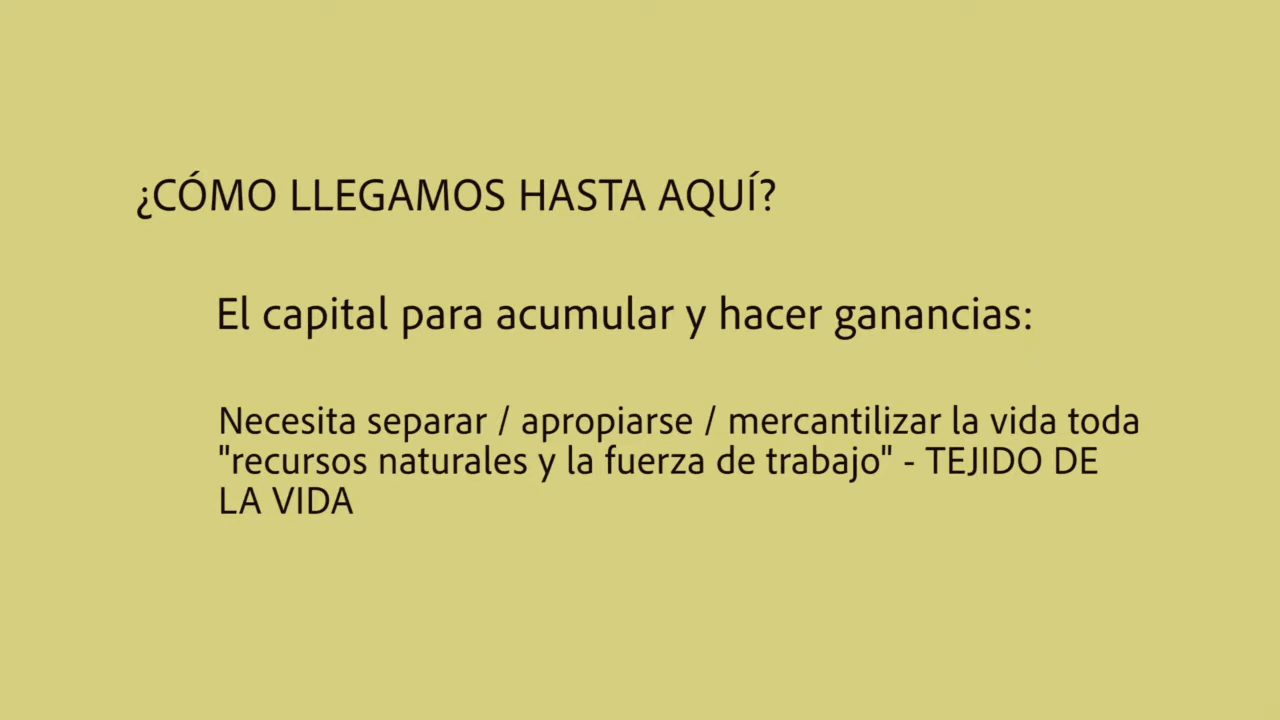 ¿CÓMO LLEGAMOS HASTA AQUÍ?
El capital para acumular y hacer ganancias:
Necesita separar / apropiarse / mercantilizar la vida toda
"recursos naturales y la fuerza de trabajo" - TEJIDO DE
LA VIDA